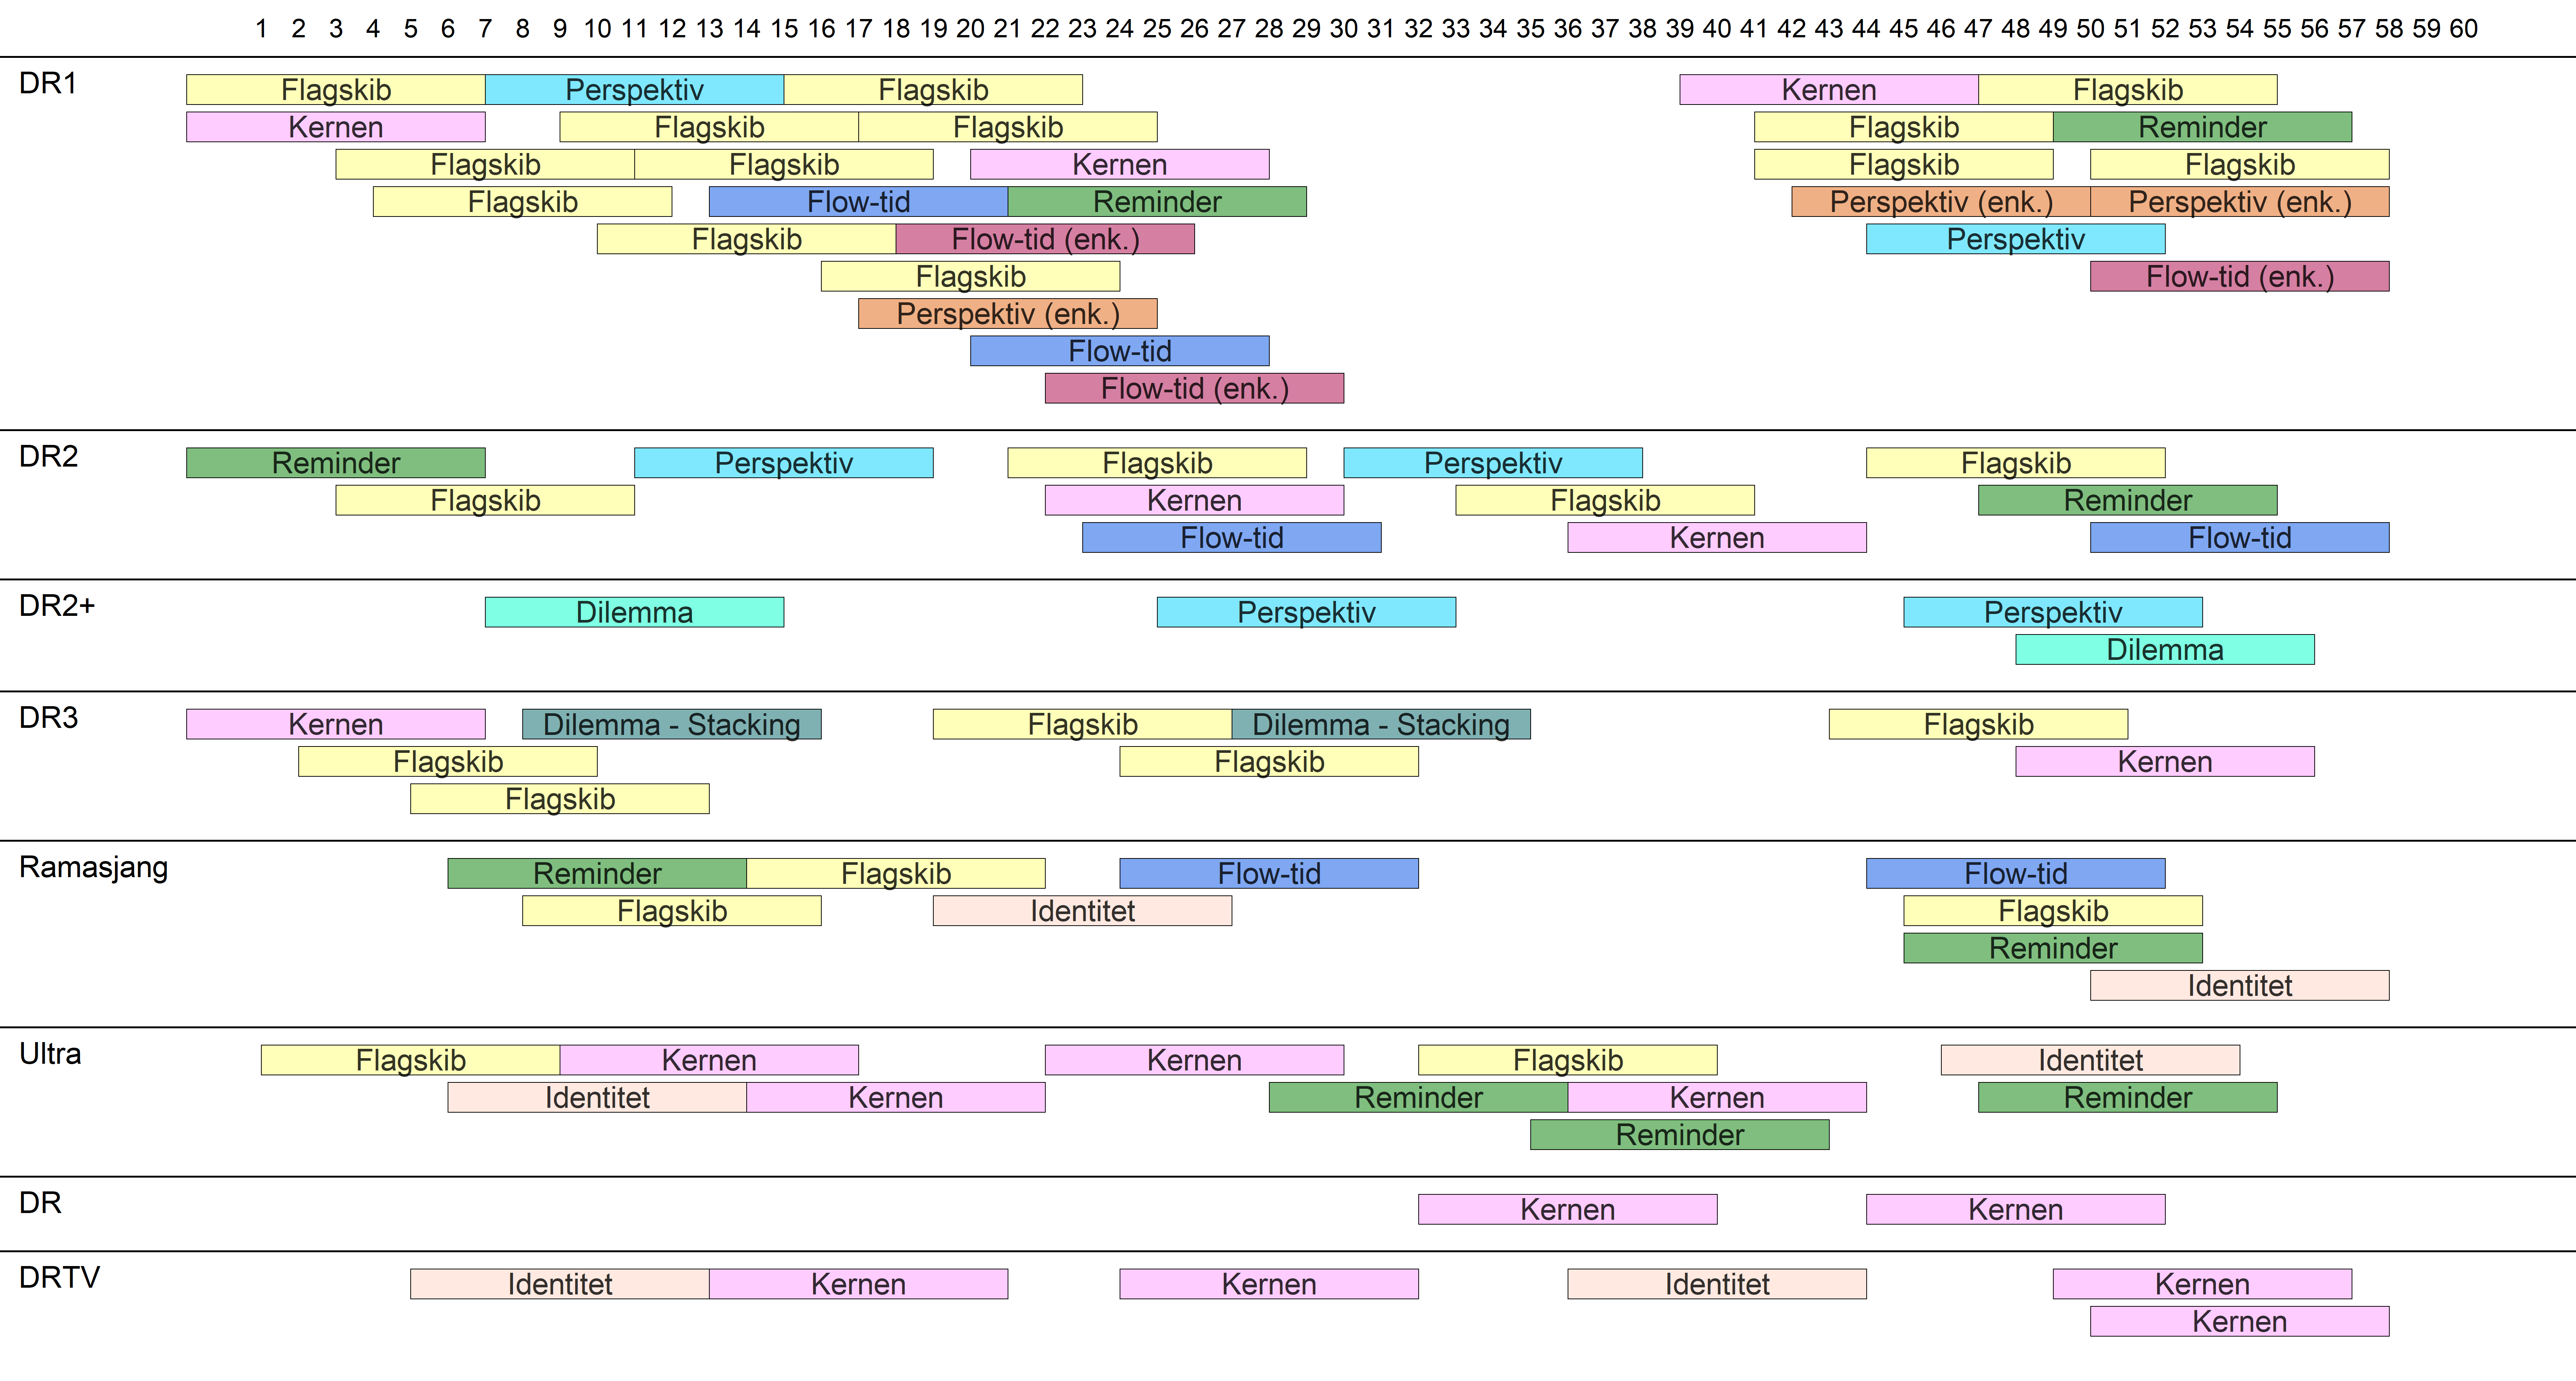 1 2 3 4 5 6 7 8 9 10 11 12 13 14 15 16 17 18 19 20 21 22 23 24 25 26 27 28 29 30 31 32 33 34 35 36 37 38 39 40 41 42 43 44 45 46 47 48 49 50 51 52 53 54 55 56 57 58 59 60
DR1
Flagskib Perspektiv Flagskib Kernen Flagskib
Kernen Flagskib Flagskib Flagskib Reminder
Flagskib Flagskib Kernen Flagskib Flagskib
Flagskib Flow-tid Reminder Perspektiv (enk.) Perspektiv (enk.)
Flagskib Flow-tid (enk.) Perspektiv
Flagskib Flow-tid (enk.)
Perspektiv (enk.)
Flow-tid
Flow-tid (enk.)
DR2
Reminder Perspektiv Flagskib Perspektiv Flagskib
Flagskib Kernen Flagskib Reminder
Flow-tid Kernen Flow-tid
DR2+
Dilemma Perspektiv Perspektiv
Dilemma
DR3
Kernen Dilemma - Stacking Flagskib Dilemma - Stacking Flagskib
Flagskib Flagskib Kernen
Flagskib
Ramasjang
Reminder Flagskib Flow-tid Flow-tid
Flagskib Identitet Flagskib
Reminder
Identitet
Ultra
Flagskib Kernen Kernen Flagskib Identitet
Identitet Kernen Reminder Kernen Reminder
Reminder
DR
Kernen Kernen
DRTV
Identitet Kernen Kernen Identitet Kernen
Kernen